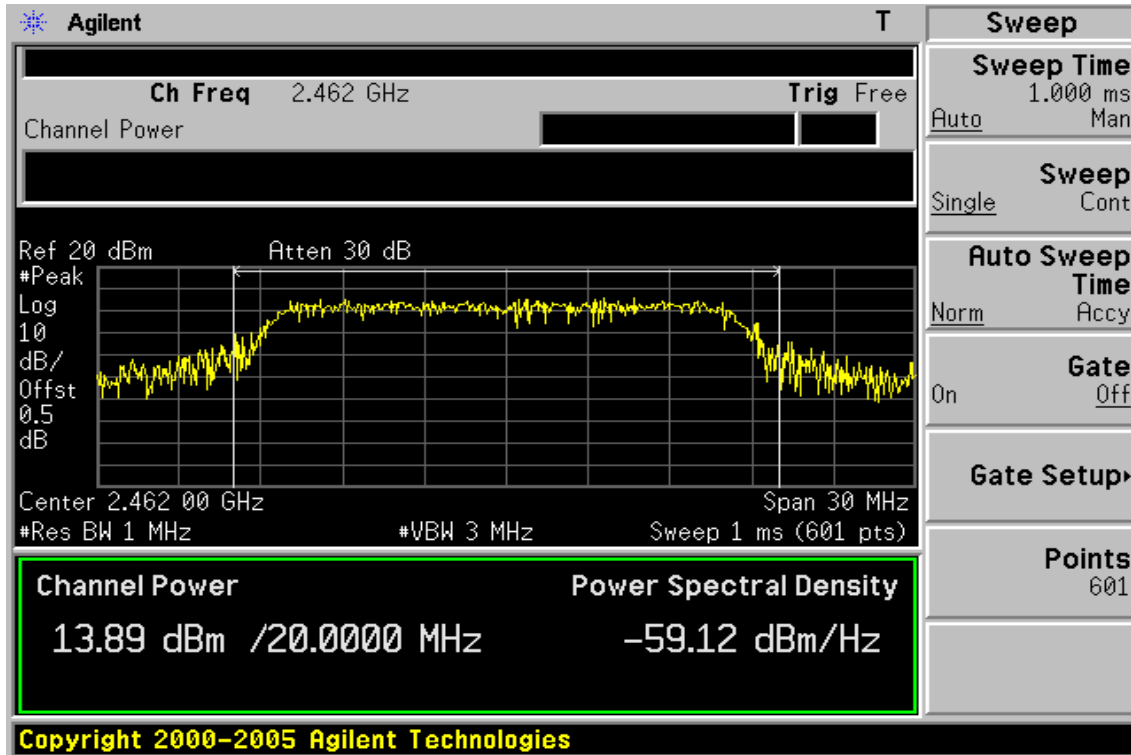 Agilent T
Ch Freq 2.462 GHz Trig Free
Channel Power
Ref 20 dBm Atten 30 dB
#Peak
Log
10
dB/
Offst
0.5
dB
Center 2.462 00 GHz Span 30 MHz
#Res BW 1 MHz #VBW 3 MHz Sweep 1 ms (601 pts)
Channel Power Power Spectral Density
13.89 dBm /20.0000 MHz -59.12 dBm/Hz
Copyright 2000-2005 Agilent Technologies
Sweep
Sweep Time
1.000 ms
Auto Man
Sweep
Single Cont
Auto Sweep
Time
Norm Accy
Gate
On Off
Gate Setup
Points
601